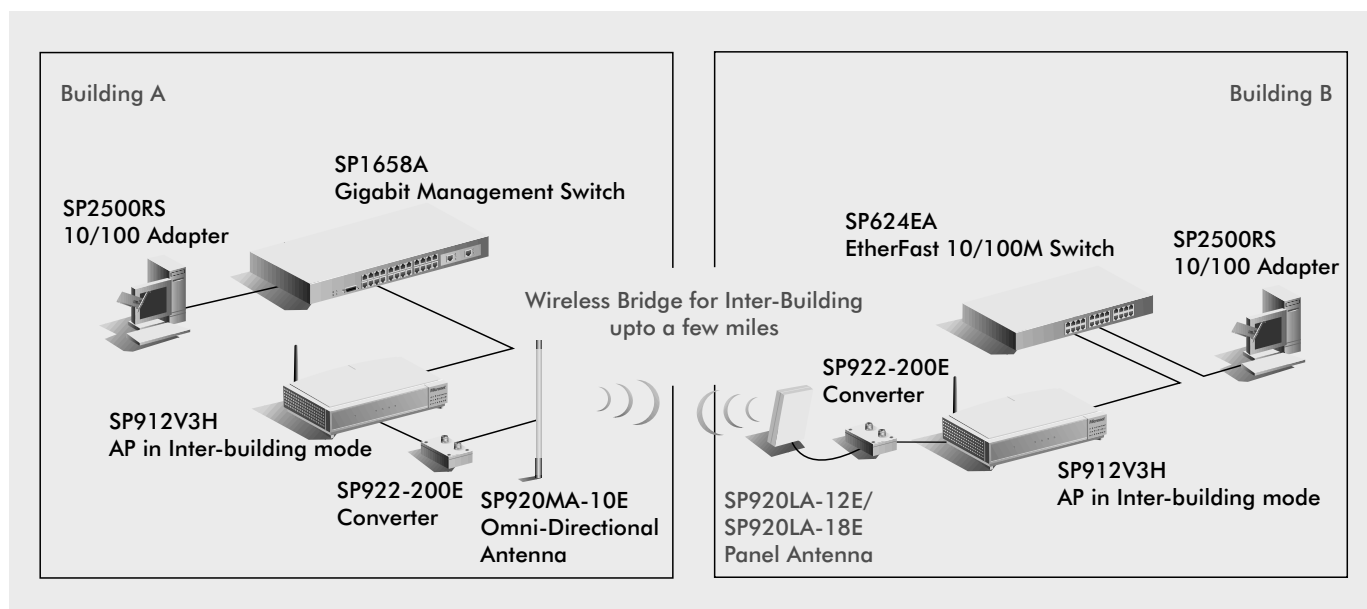 Building A
Building B
SP1658A
Gigabit Management Switch
SP2500RS
10/100 Adapter
SP624EA
EtherFast 10/100M Switch
SP2500RS
10/100 Adapter
Wireless Bridge for Inter-Building
upto a few miles
SP922-200E
Converter
SP912V3H
AP in Inter-building mode
SP912V3H
AP in Inter-building mode
SP922-200E
Converter
SP920MA-10E
Omni-Directional
Antenna
SP920LA-12E/
SP920LA-18E
Panel Antenna